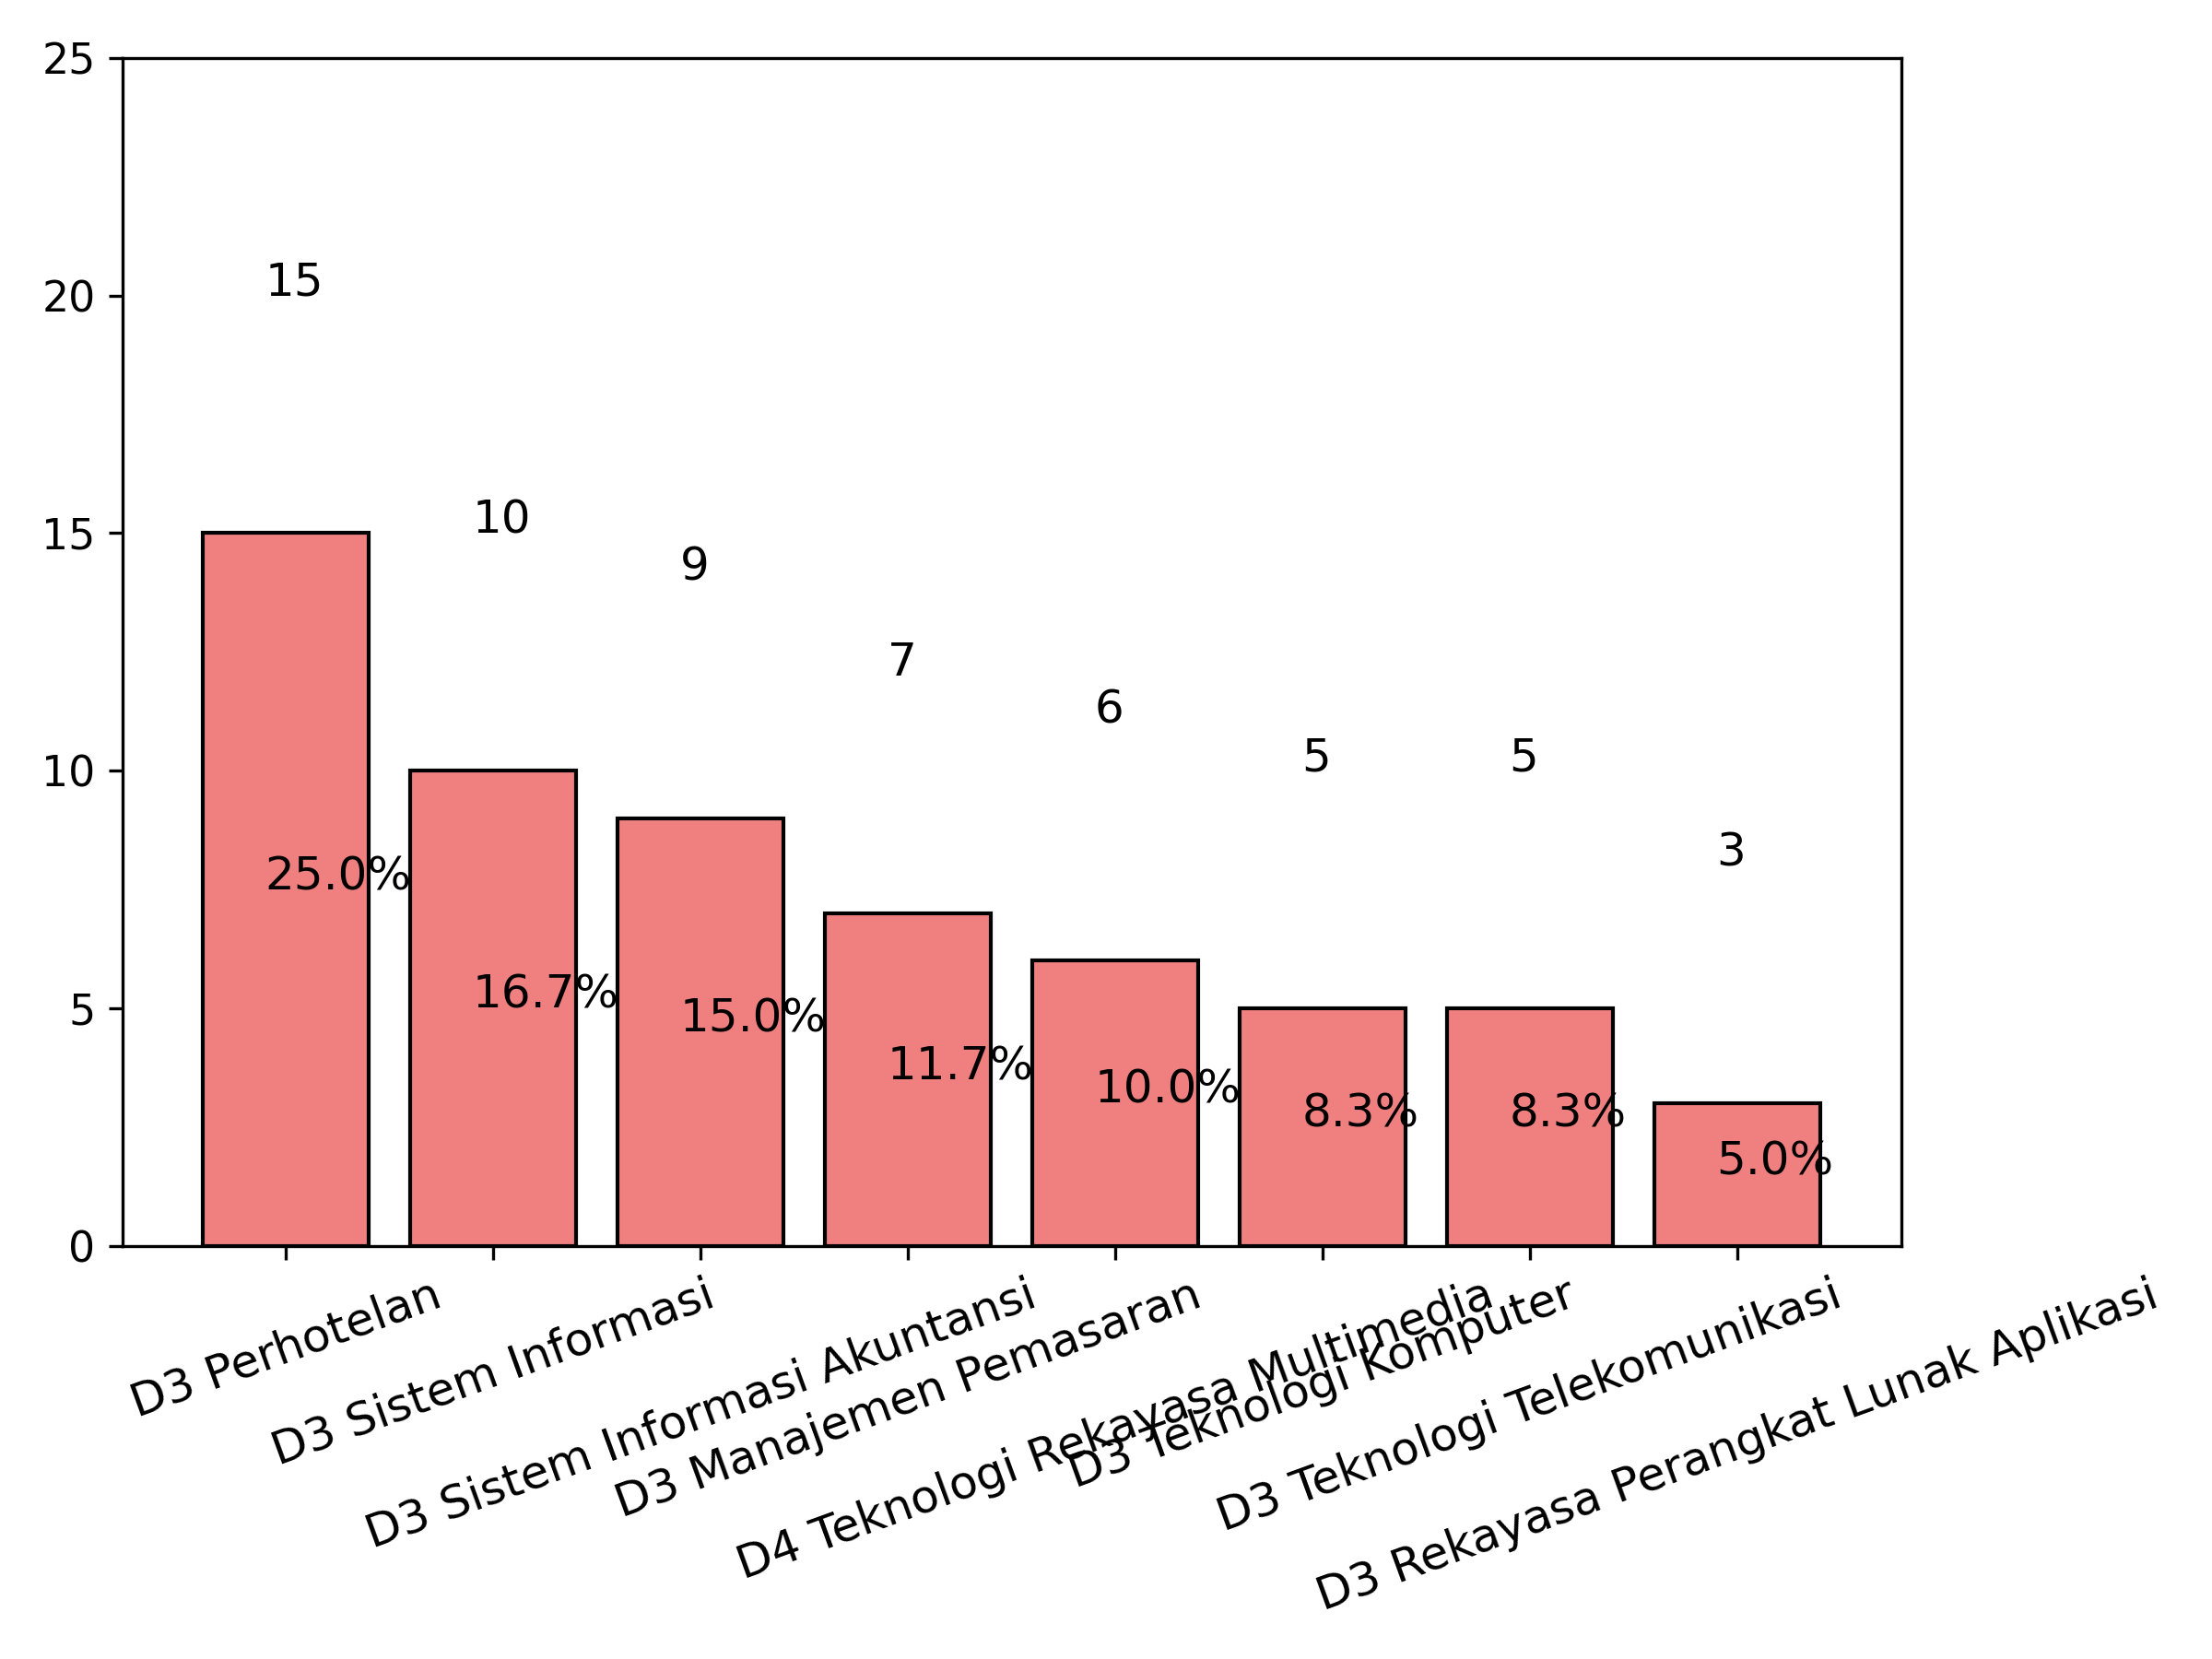 25
20
15
10
5
0
15
10
9
7
6
5
5
3
25.0%
16.7%
15.0%
11.7%
10.0%
8.3%
8.3%
5.0%
D3 Perhotelan
D3 Sistem Informasi
D3 Sistem Informasi Akuntansi
D3 Manajemen Pemasaran
D4 Teknologi Rekayasa Multimedia
D3 Teknologi Komputer
D3 Teknologi Telekomunikasi
D3 Rekayasa Perangkat Lunak Aplikasi